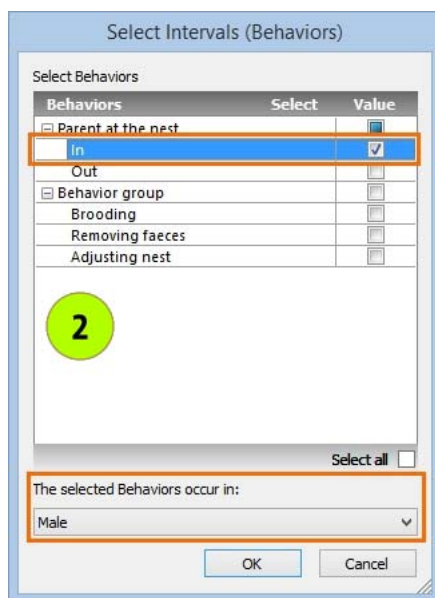 Select Intervals (Behaviors)
Select Behaviors
Behaviors Select Value
Parent at the nest
In
Out
Behavior group
Brooding
Removing faeces
Adjusting nest
2
Select all
The selected Behaviors occur in:
Male
OK Cancel